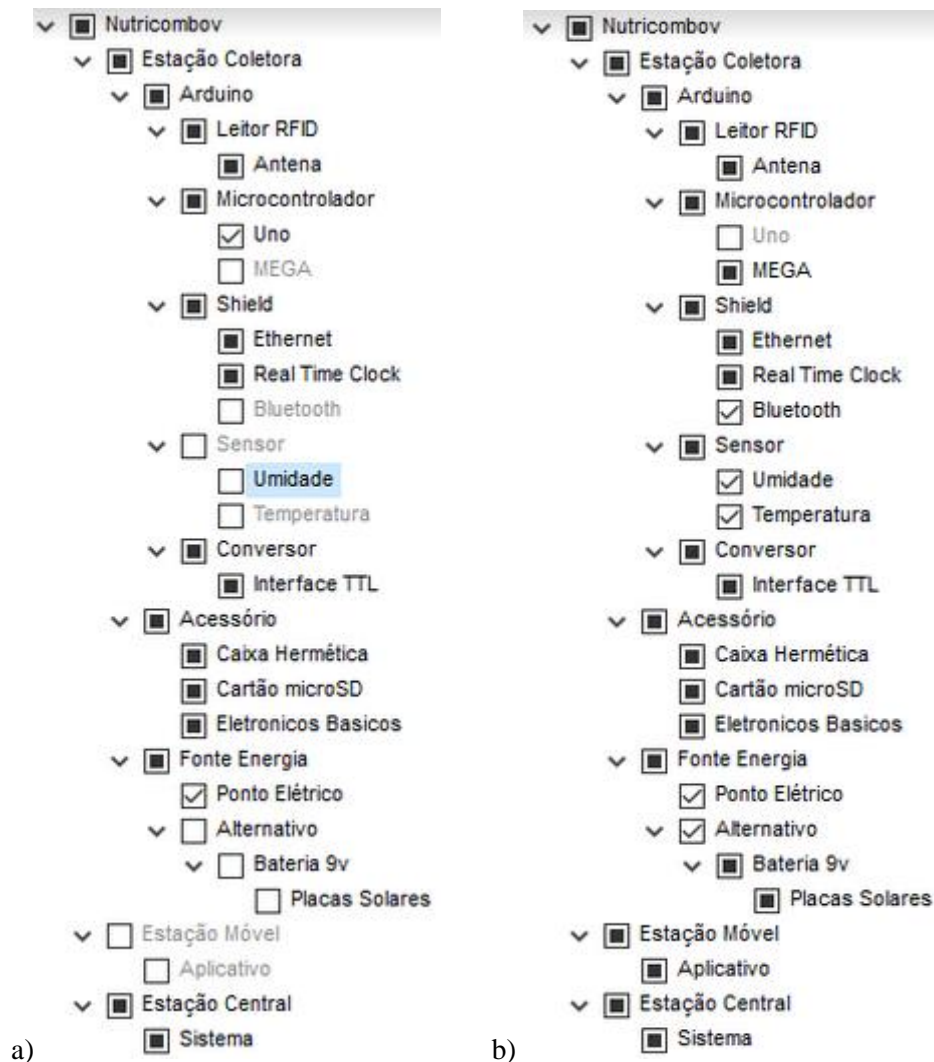 Nutricombov
Estação Coletora
Arduino
Leitor RFID
Antena
Microcontrolador
Uno
MEGA
Shield
Ethernet
Real Time Clock
Bluetooth
Sensor
Umidade
Temperatura
Conversor
Interface TTL
Acessório
Caixa Hermética
Cartão microSD
Eletronicos Basicos
Fonte Energia
Ponto Elétrico
Alternativo
Bateria 9v
Placas Solares
Estação Móvel
Aplicativo
Estação Central
Sistema
a)
Nutricombov
Estação Coletora
Arduino
Leitor RFID
Antena
Microcontrolador
Uno
MEGA
Shield
Ethernet
Real Time Clock
Bluetooth
Sensor
Umidade
Temperatura
Conversor
Interface TTL
Acessório
Caixa Hermética
Cartão microSD
Eletronicos Basicos
Fonte Energia
Ponto Elétrico
Alternativo
Bateria 9v
Placas Solares
Estação Móvel
Aplicativo
Estação Central
Sistema
b)